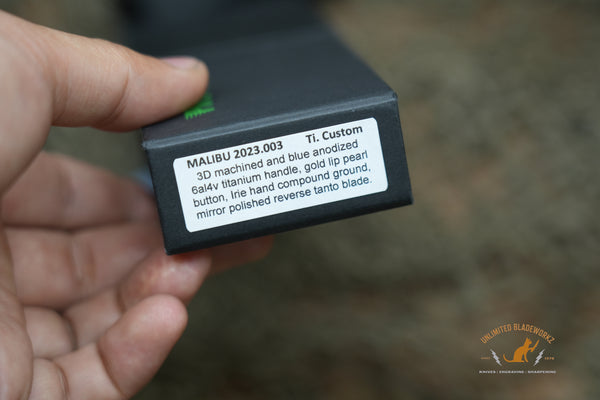 MALIBU 2023.003 Ti. Custom
3D machined and blue anodized
6al4v titanium handle, gold lip pearl
button, Irie hand compound ground,
mirror polished reverse tanto blade.
UNLIMITED BLADEWORKZ
KNIVES | ENGRAVING | SHARPENING